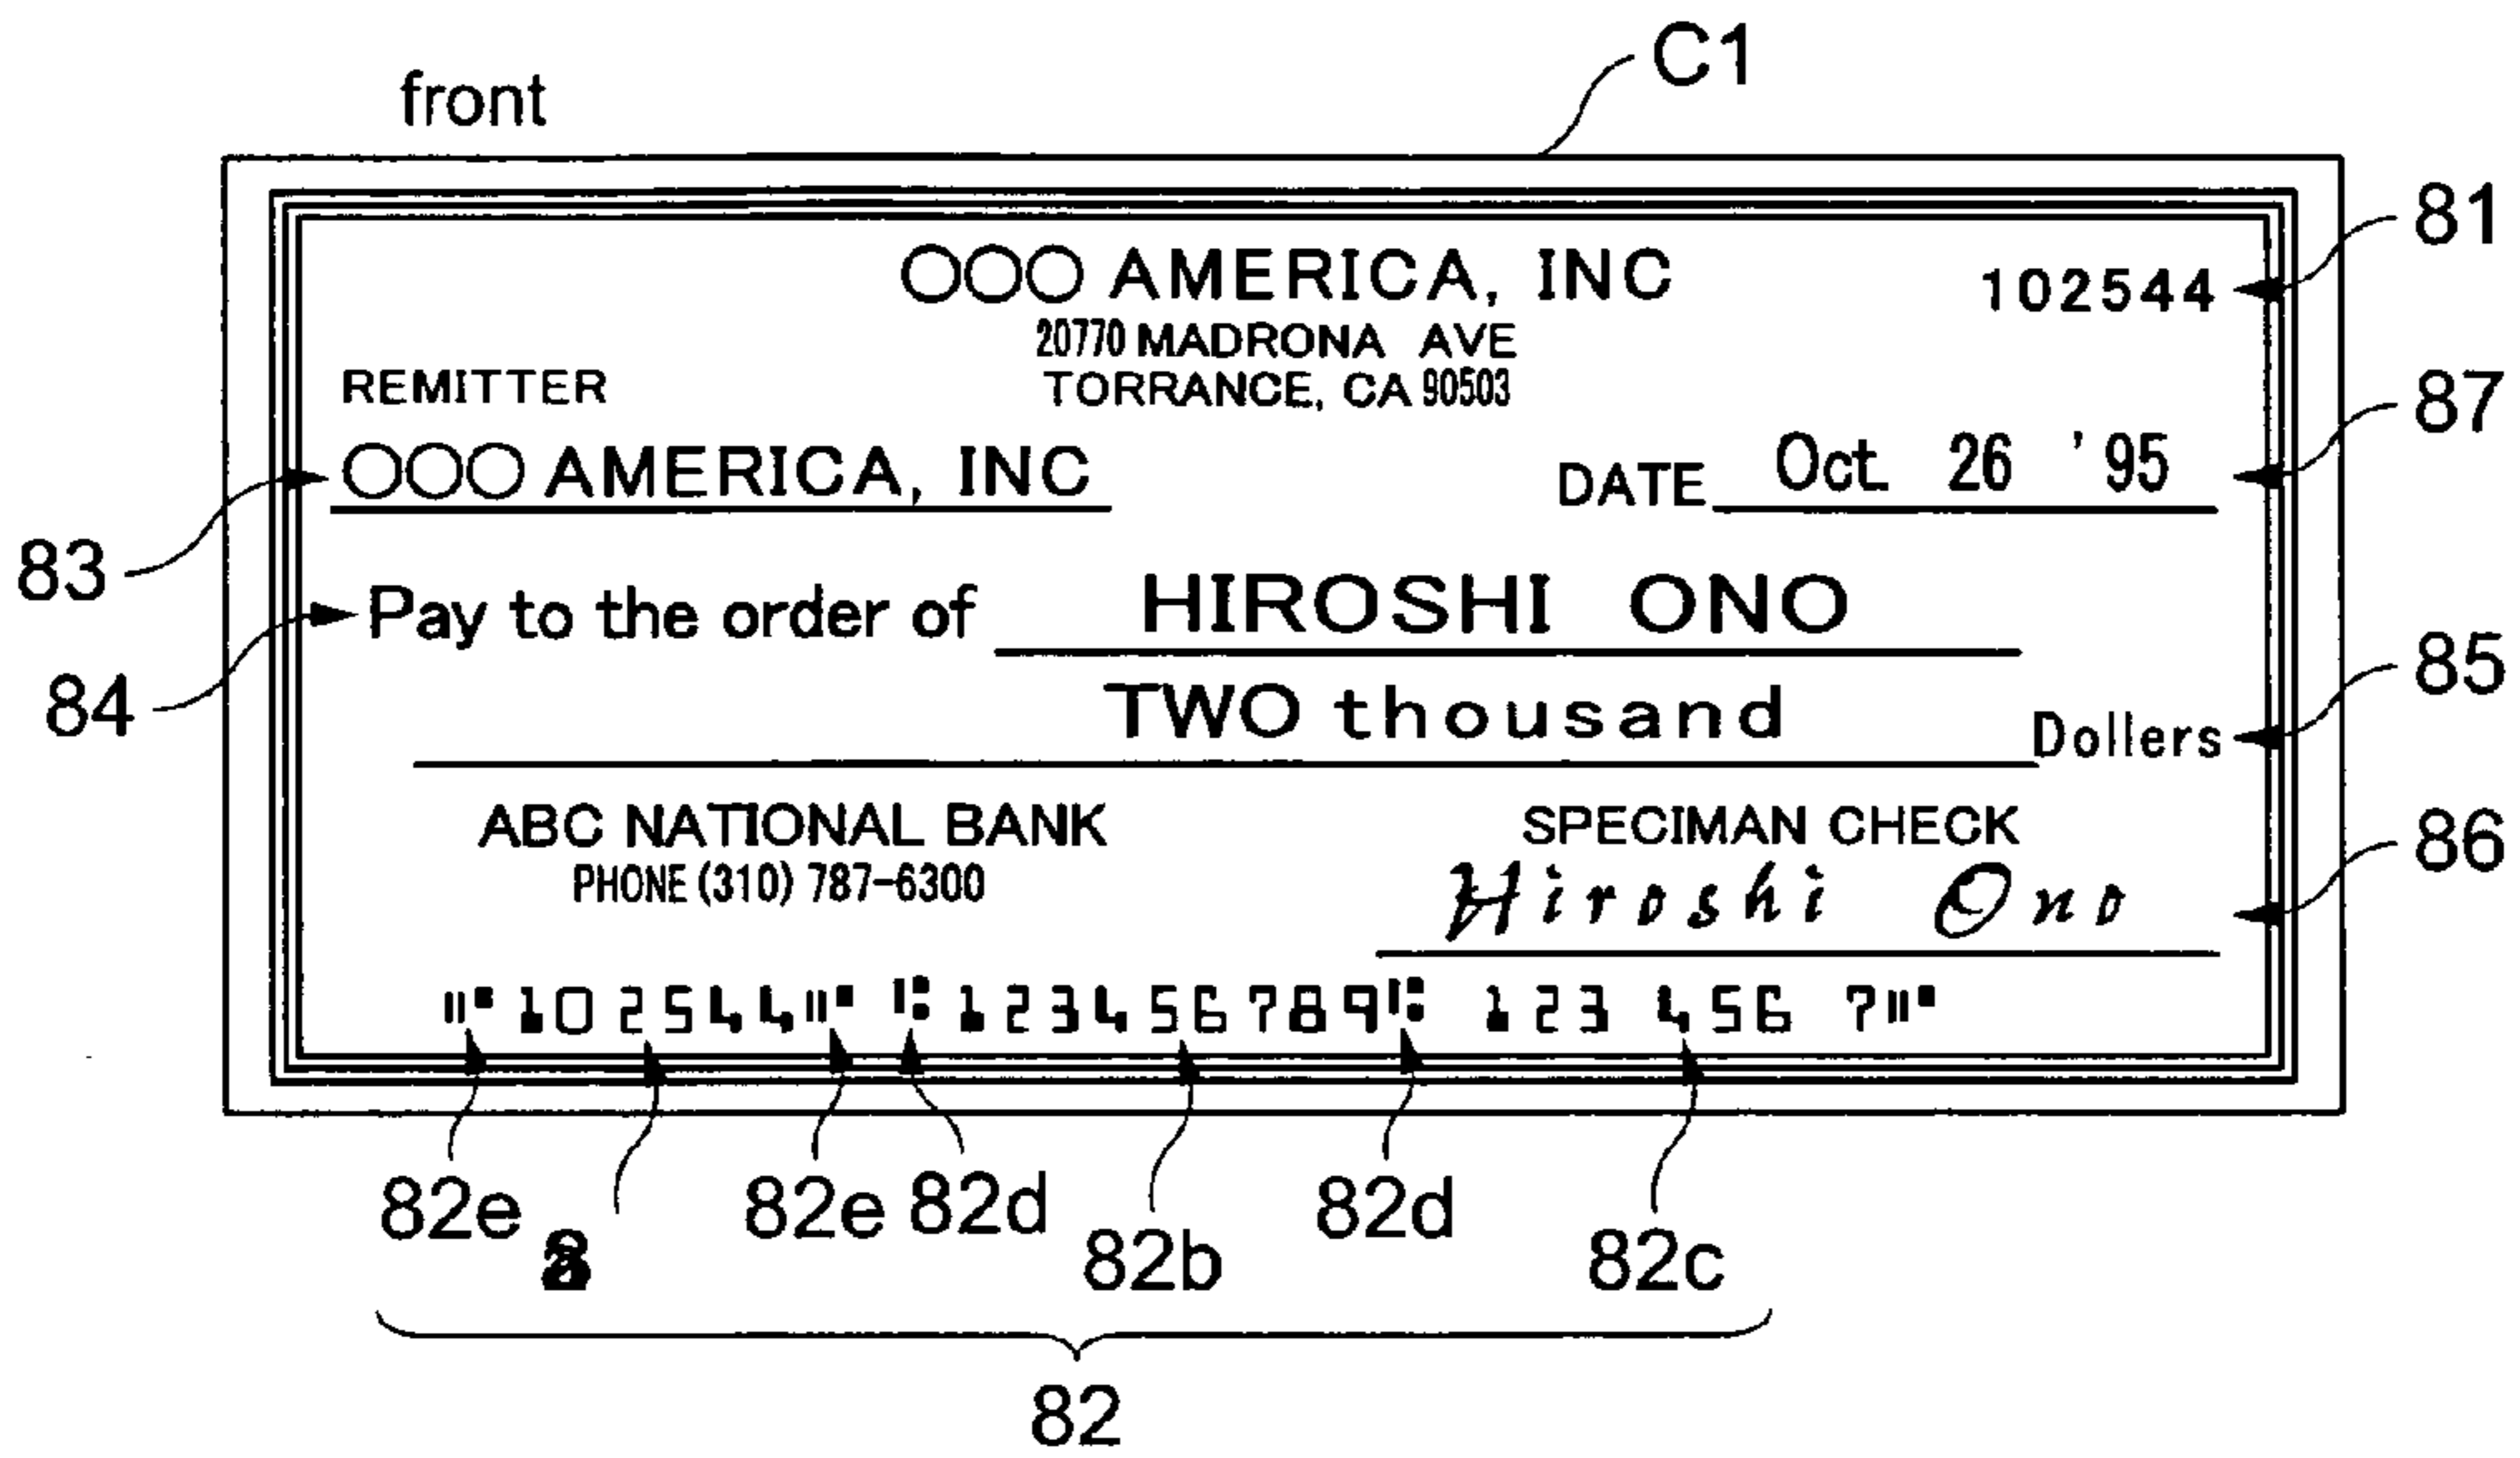 front
C1
○○○ AMERICA, INC
102544
81
20770 MADRONA AVE
TORRANCE, CA 90503
REMITTER
87
○○○ AMERICA, INC
DATE Oct 26 '95
83
Pay to the order of HIROSHI ONO
84
TWO thousand Dollers
85
ABC NATIONAL BANK
SPECIMAN CHECK
86
PHONE (310) 787-6300
Hiroshi Ono
⑈102544⑈ ⑆123456789⑆ 123 456 7⑈
82e 82e 82d 82d
82b 82c
82